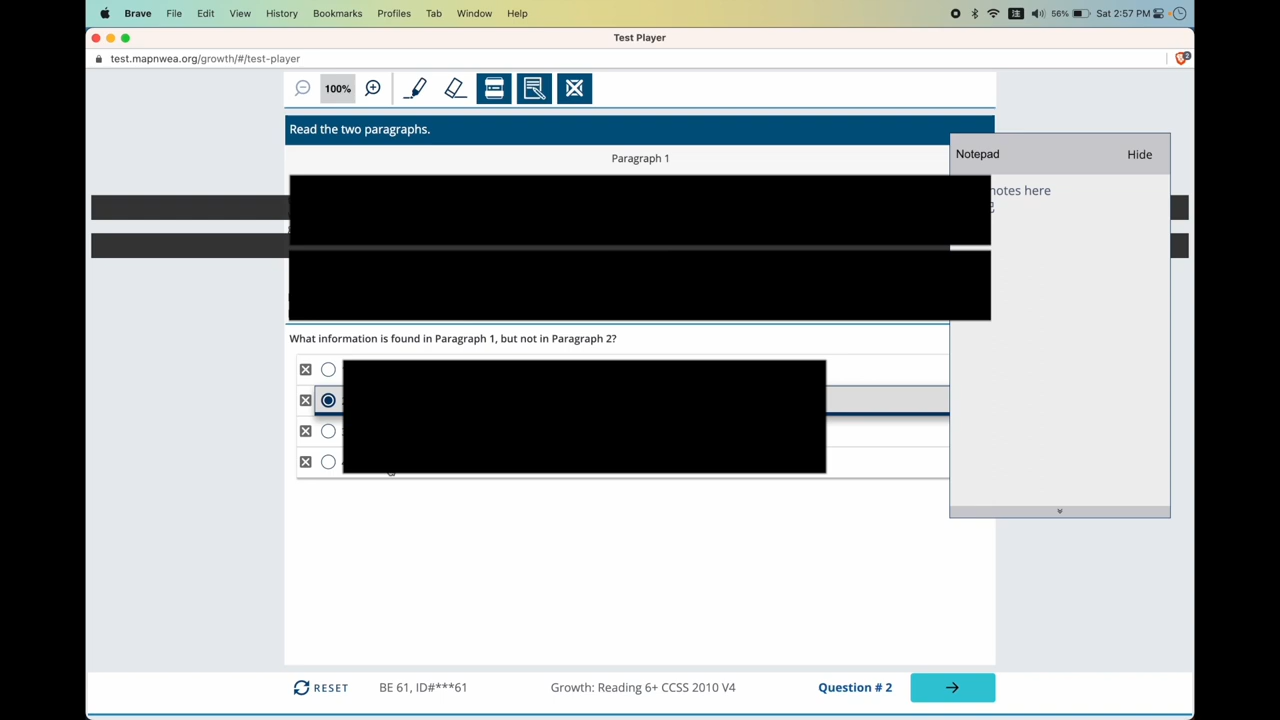 Brave File Edit View History Bookmarks Profiles Tab Window Help 注 56% Sat 2:57 PM
Test Player
test.mapnwea.org/growth/#/test-player 2
100%
Read the two paragraphs.
Paragraph 1
Notepad Hide
notes here
What information is found in Paragraph 1, but not in Paragraph 2?
RESET BE 61, ID#***61 Growth: Reading 6+ CCSS 2010 V4 Question # 2